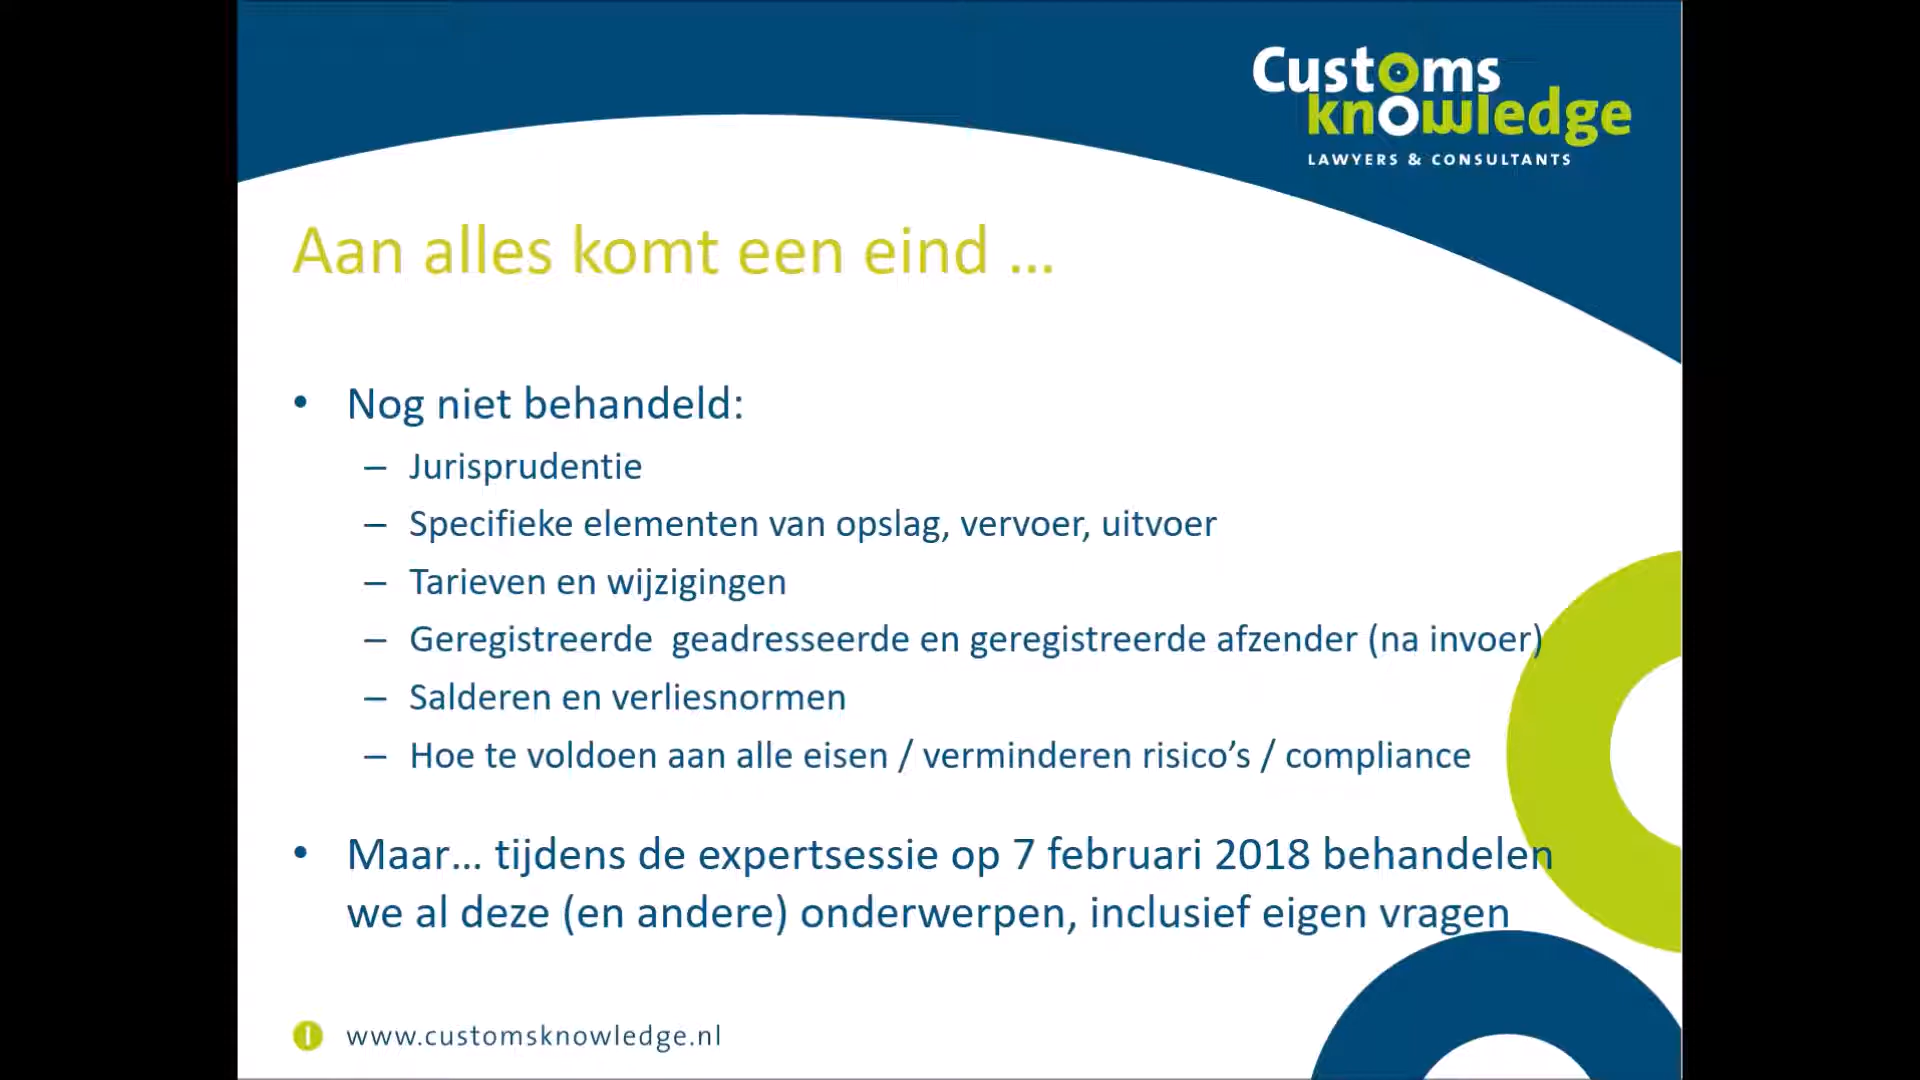 Customs
knowledge
LAWYERS & CONSULTANTS
Aan alles komt een eind ...
• Nog niet behandeld:
– Jurisprudentie
– Specifieke elementen van opslag, vervoer, uitvoer
– Tarieven en wijzigingen
– Geregistreerde  geadresseerde en geregistreerde afzender (na invoer)
– Salderen en verliesnormen
– Hoe te voldoen aan alle eisen / verminderen risico’s / compliance
• Maar... tijdens de expertsessie op 7 februari 2018 behandelen
we al deze (en andere) onderwerpen, inclusief eigen vragen
www.customsknowledge.nl